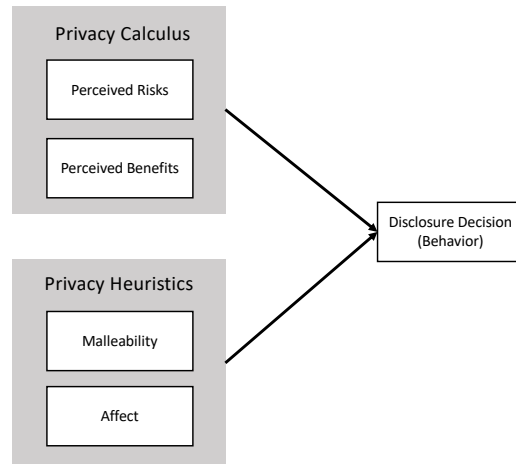 Privacy Calculus
Perceived Risks
Perceived Benefits
Disclosure Decision
(Behavior)
Privacy Heuristics
Malleability
Affect